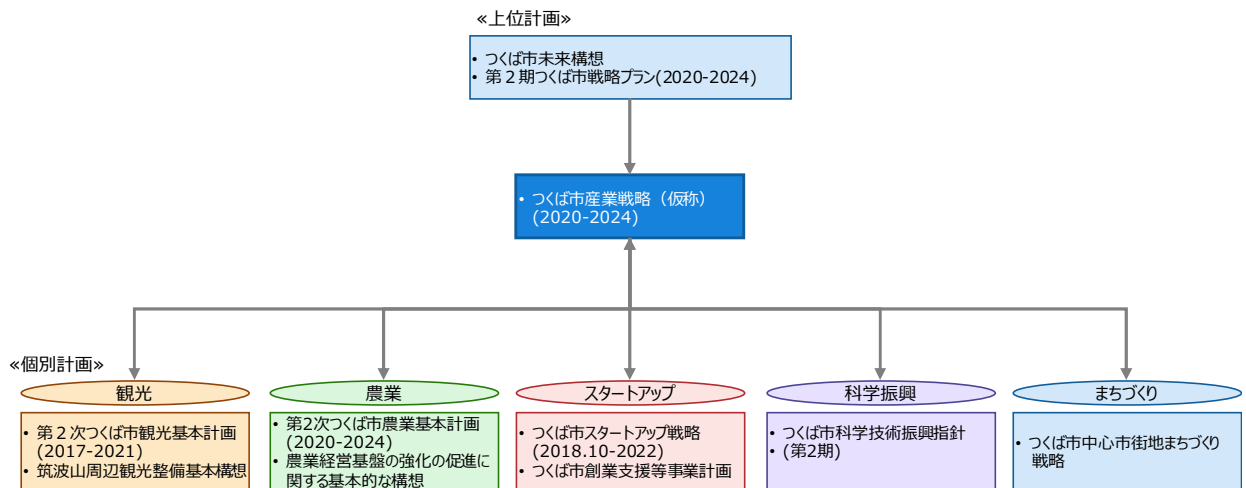 «上位計画»
• つくば市未来構想
• 第２期つくば市戦略プラン(2020-2024)
• つくば市産業戦略（仮称）
(2020-2024)
«個別計画»
観光
農業
スタートアップ
科学振興
まちづくり
• 第２次つくば市観光基本計画
(2017-2021)
• 筑波山周辺観光整備基本構想
• 第2次つくば市農業基本計画
(2020-2024)
• 農業経営基盤の強化の促進に
関する基本的な構想
• つくば市スタートアップ戦略
(2018.10-2022)
• つくば市創業支援等事業計画
• つくば市科学技術振興指針
• (第2期)
• つくば市中心市街地まちづくり
戦略